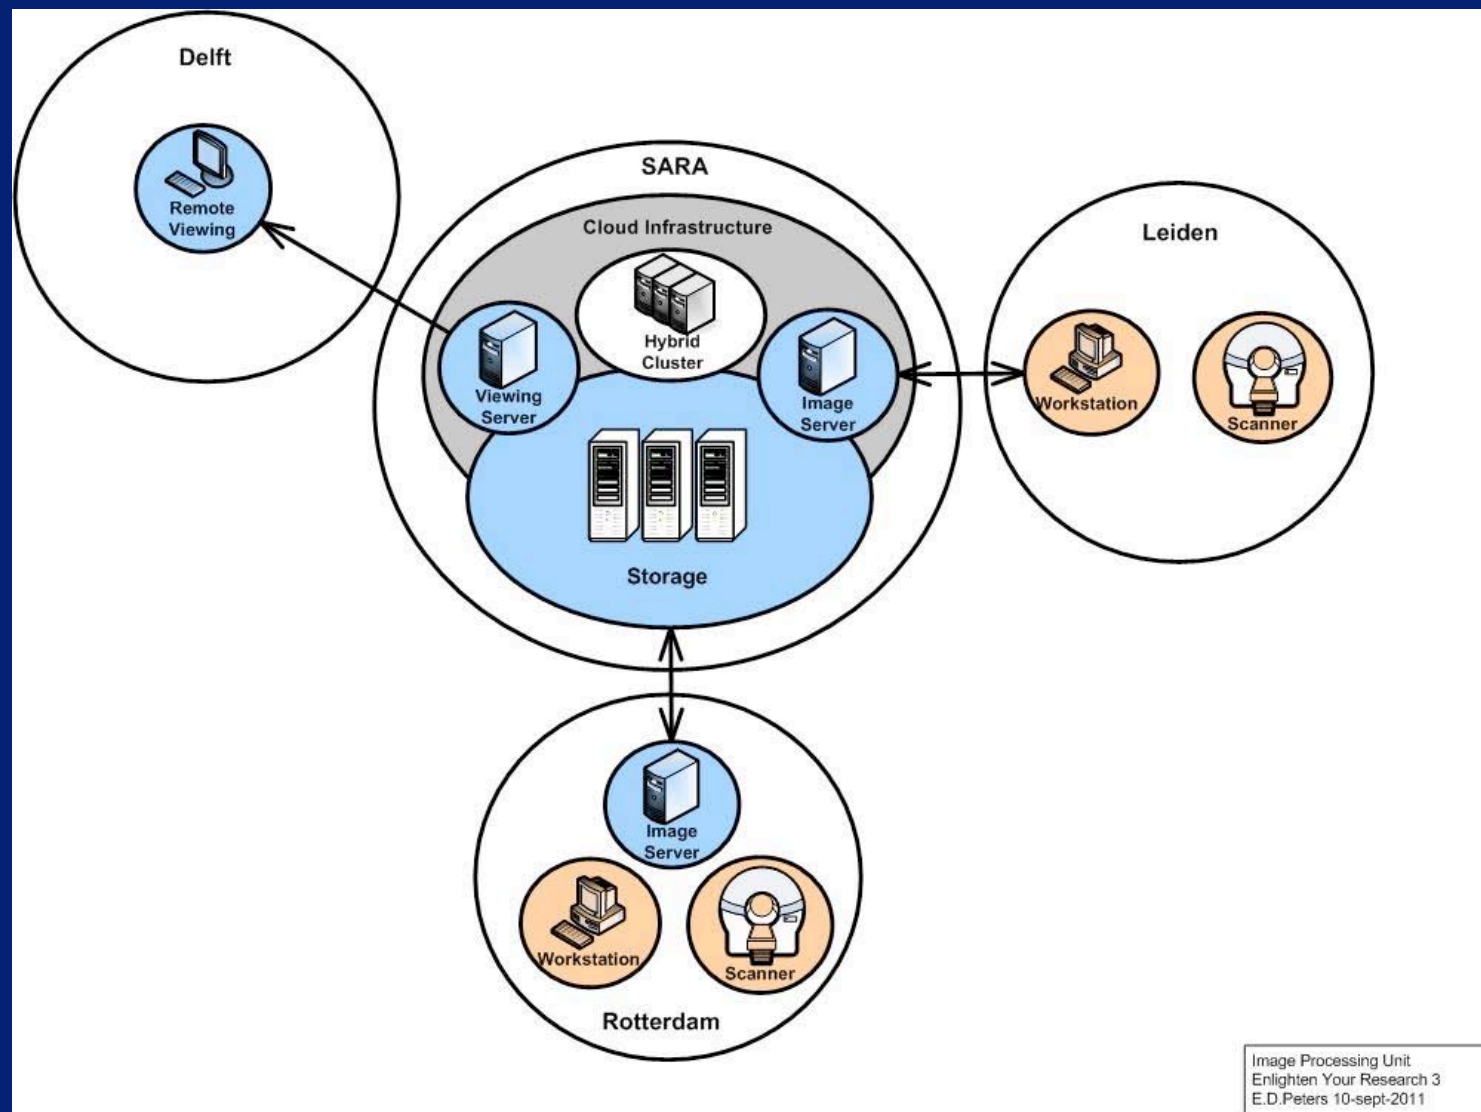 Delft
Remote
Viewing
SARA
Cloud Infrastructure
Hybrid
Cluster
Viewing
Server
Image
Server
Storage
Leiden
Workstation
Scanner
Image
Server
Workstation
Scanner
Rotterdam
Image Processing Unit
Enlighten Your Research 3
E.D.Peters 10-sept-2011